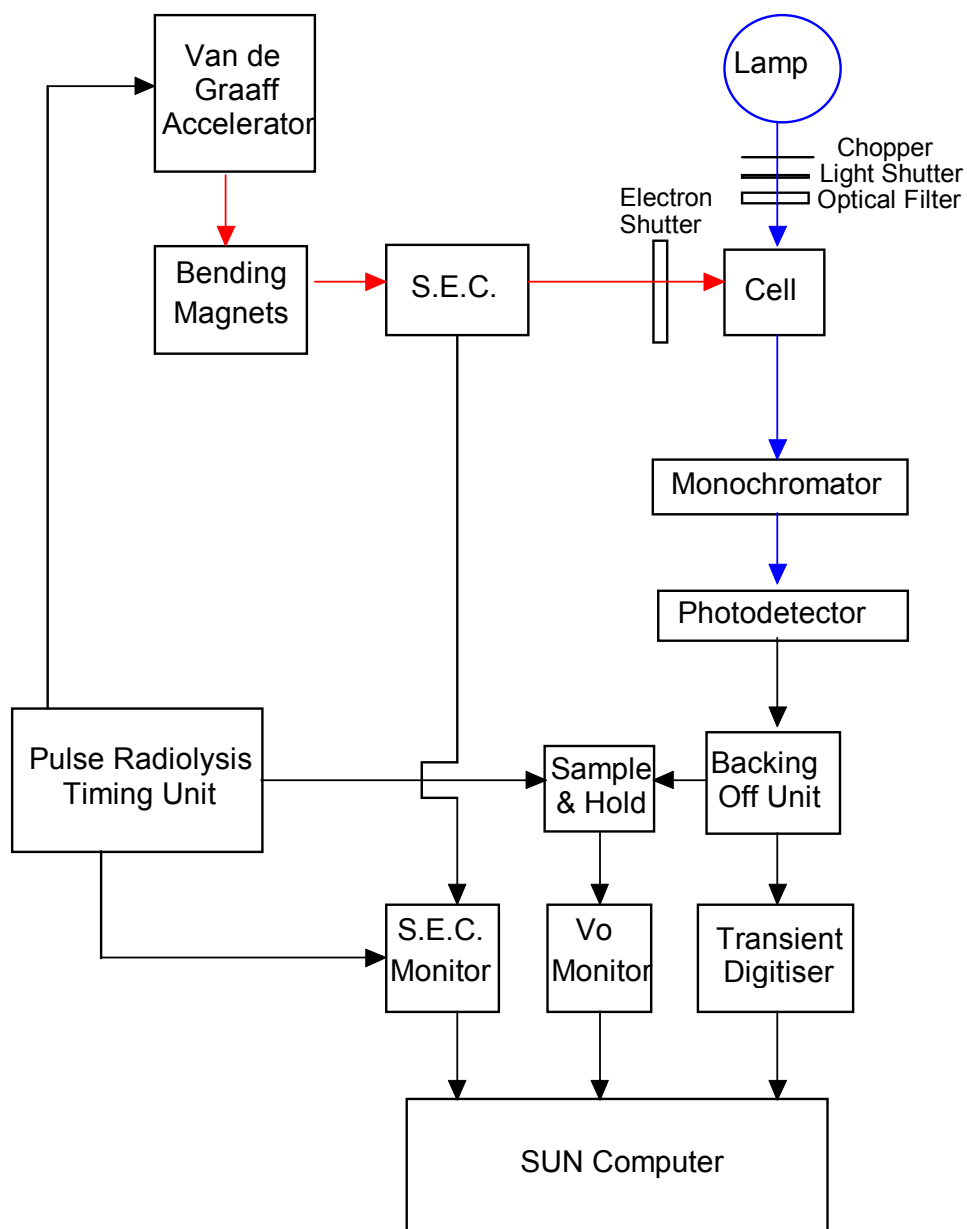 Van de
Graaff
Accelerator
Lamp
Chopper
Light Shutter
Optical Filter
Electron
Shutter
Bending
Magnets
S.E.C.
Cell
Monochromator
Photodetector
Pulse Radiolysis
Timing Unit
Sample
& Hold
Backing
Off Unit
S.E.C.
Monitor
Vo
Monitor
Transient
Digitiser
SUN Computer